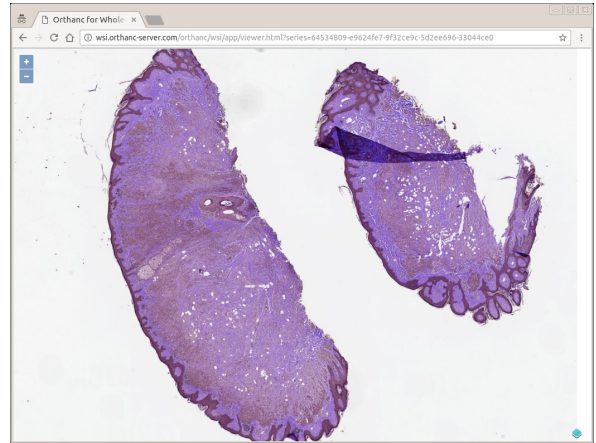 Orthanc for Whole-
wsi.orthanc-server.com/orthanc/wsi/app/viewer.html?series=64534809-e9624fe7-9f32ce9c-5d2ee696-33044ce0
+
−